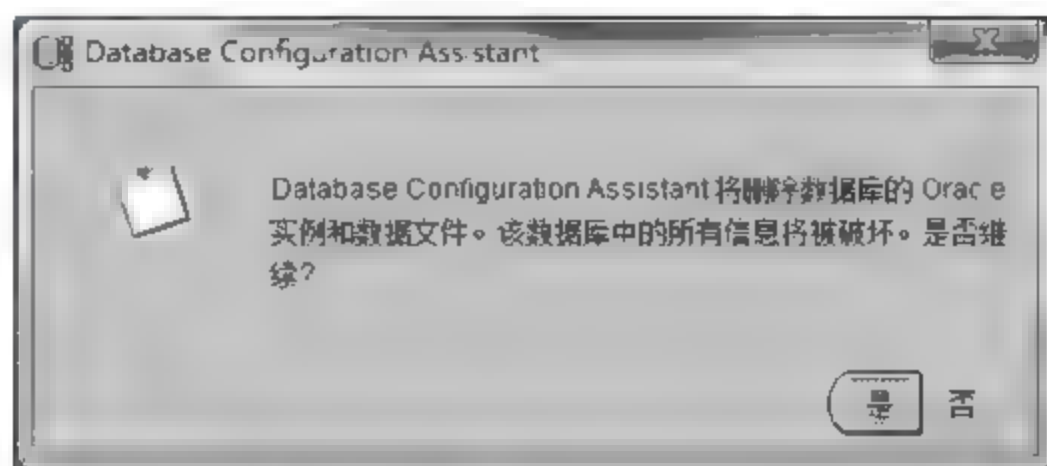 Database Configuration Assistant
Database Configuration Assistant 将删除数据库的 Oracle
实例和数据文件。该数据库中的所有信息将被破坏。是否继
续?
是 否